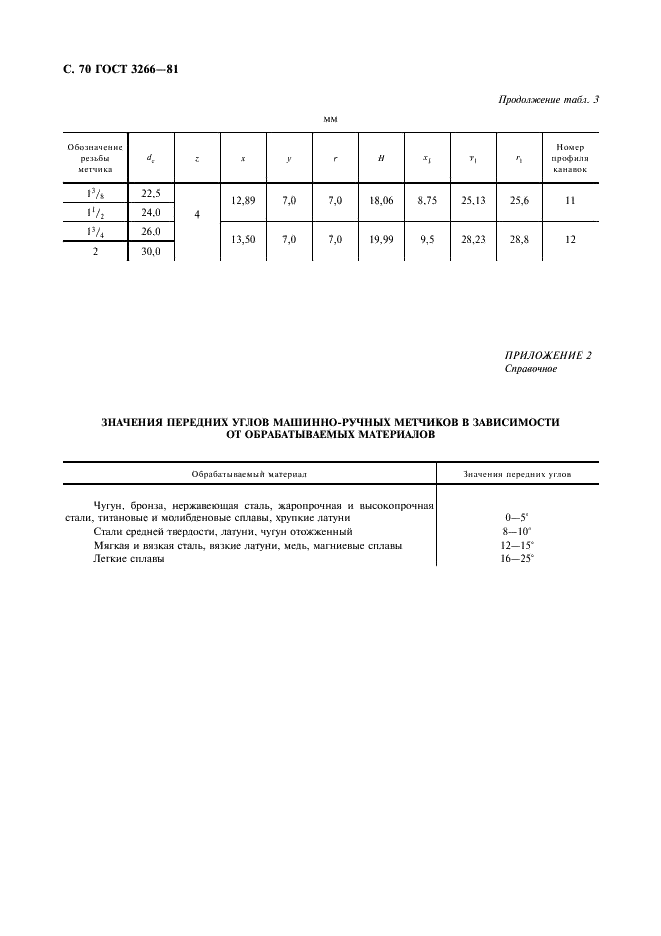 С. 70 ГОСТ 3266—81
Продолжение табл. 3
мм
Обозначение резьбы метчика d_c z x y r H x_1 r_1 r_1 Номер профиля канавок
1^3/_8 22,5 4 12,89 7,0 7,0 18,06 8,75 25,13 25,6 11
1^1/_2 24,0
1^3/_4 26,0 13,50 7,0 7,0 19,99 9,5 28,23 28,8 12
2 30,0
ПРИЛОЖЕНИЕ 2
Справочное
ЗНАЧЕНИЯ ПЕРЕДНИХ УГЛОВ МАШИННО-РУЧНЫХ МЕТЧИКОВ В ЗАВИСИМОСТИ
ОТ ОБРАБАТЫВАЕМЫХ МАТЕРИАЛОВ
Обрабатываемый материал Значения передних углов
Чугун, бронза, нержавеющая сталь, жаропрочная и высокопрочная
стали, титановые и молибденовые сплавы, хрупкие латуни 0—5°
Стали средней твердости, латуни, чугун отожженный 8—10°
Мягкая и вязкая сталь, вязкие латуни, медь, магниевые сплавы 12—15°
Легкие сплавы 16—25°